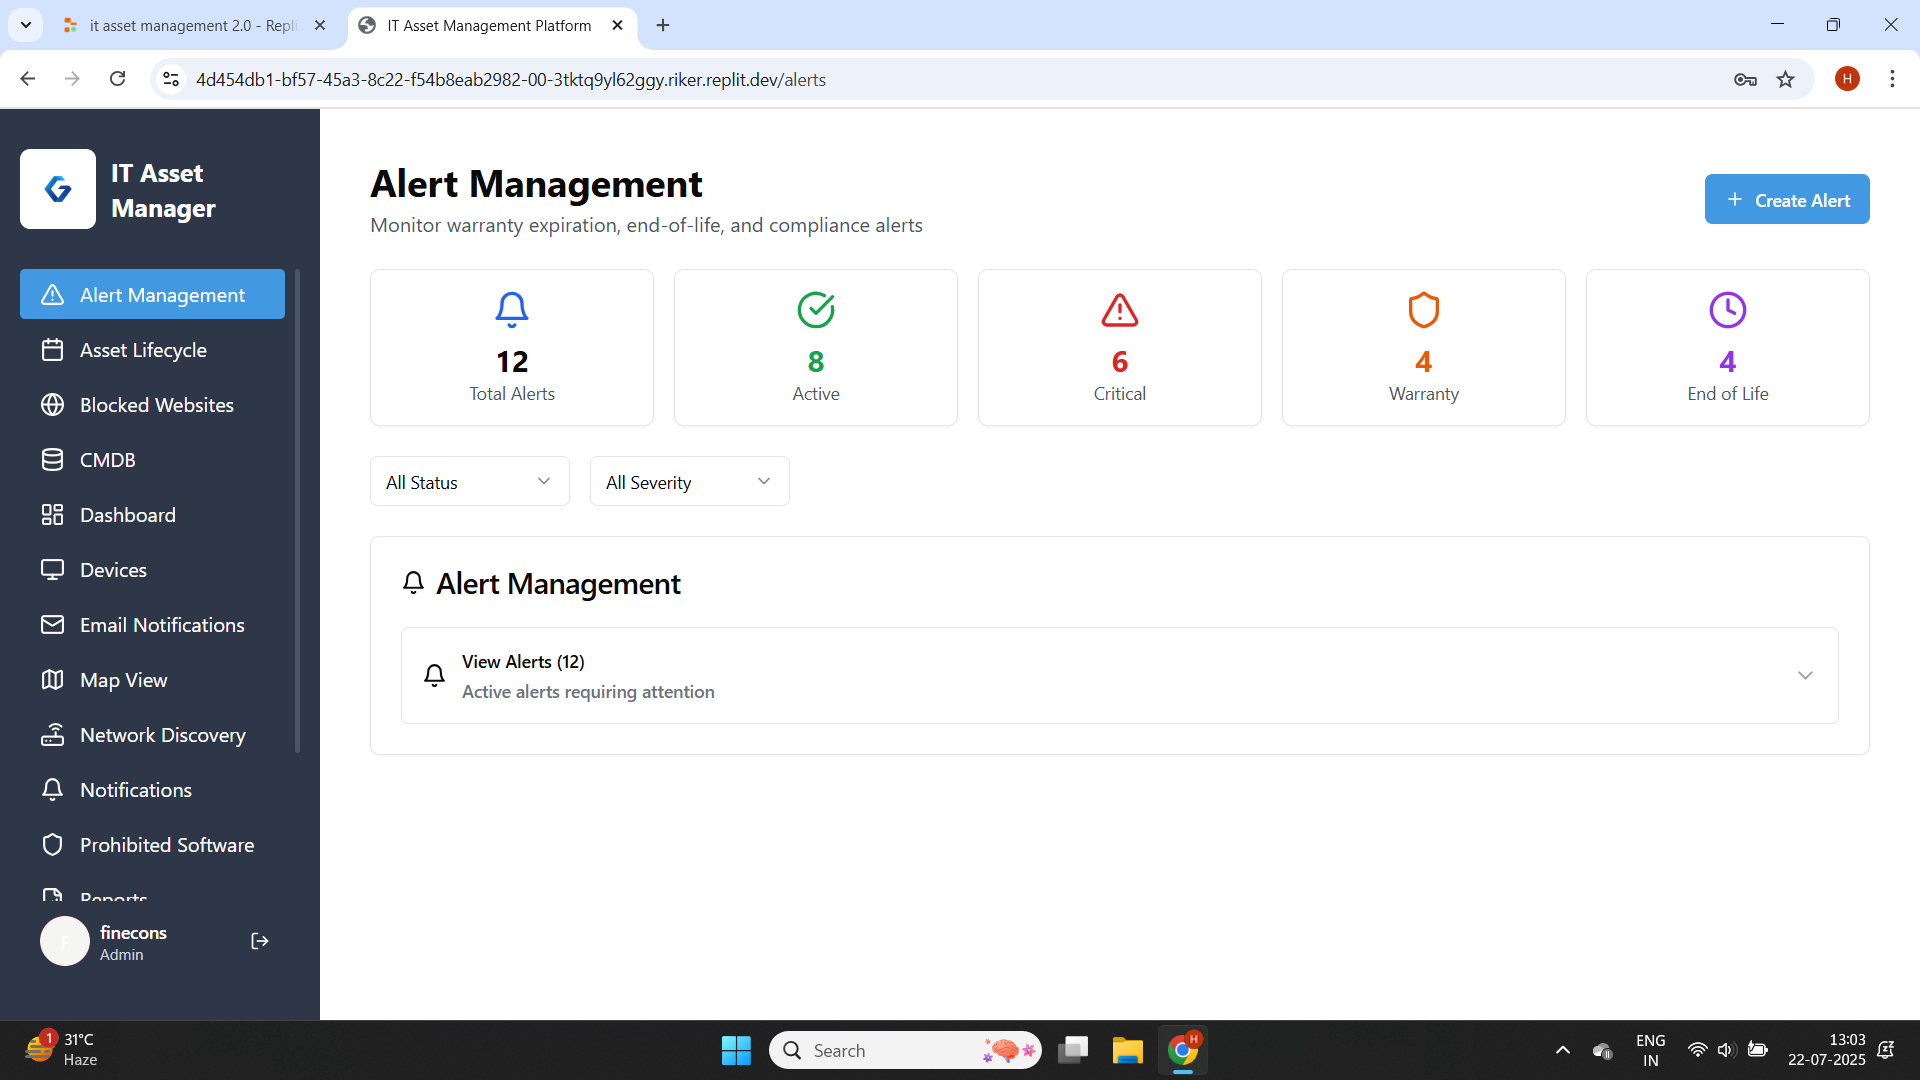 it asset management 2.0 - Repli
IT Asset Management Platform
4d454db1-bf57-45a3-8c22-f54b8eab2982-00-3tktq9yl62ggy.riker.replit.dev/alerts
H
IT Asset
Manager
Alert Management
Asset Lifecycle
Blocked Websites
CMDB
Dashboard
Devices
Email Notifications
Map View
Network Discovery
Notifications
Prohibited Software
Reports
F
finecons
Admin
Alert Management
Monitor warranty expiration, end-of-life, and compliance alerts
+ Create Alert
12
Total Alerts
8
Active
6
Critical
4
Warranty
4
End of Life
All Status
All Severity
Alert Management
View Alerts (12)
Active alerts requiring attention
1
31°C
Haze
Search
H
ENG
IN
13:03
22-07-2025